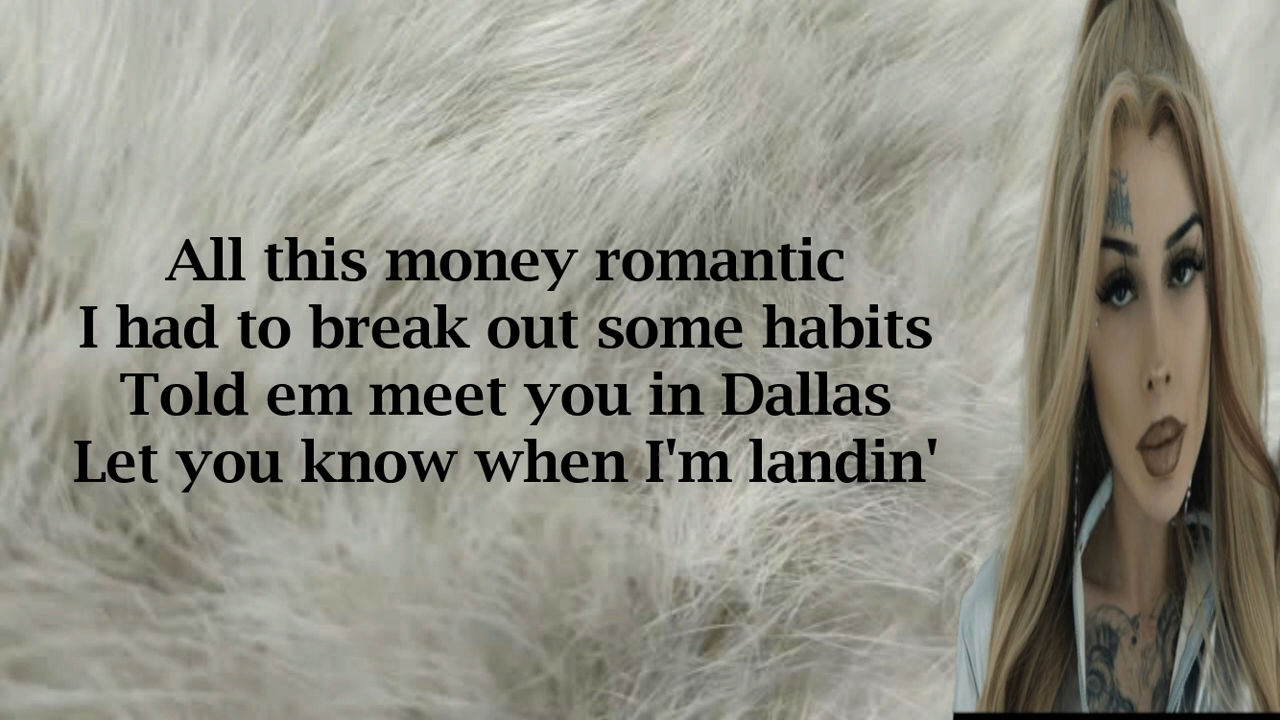 All this money romantic
I had to break out some habits
Told em meet you in Dallas
Let you know when I'm landin'